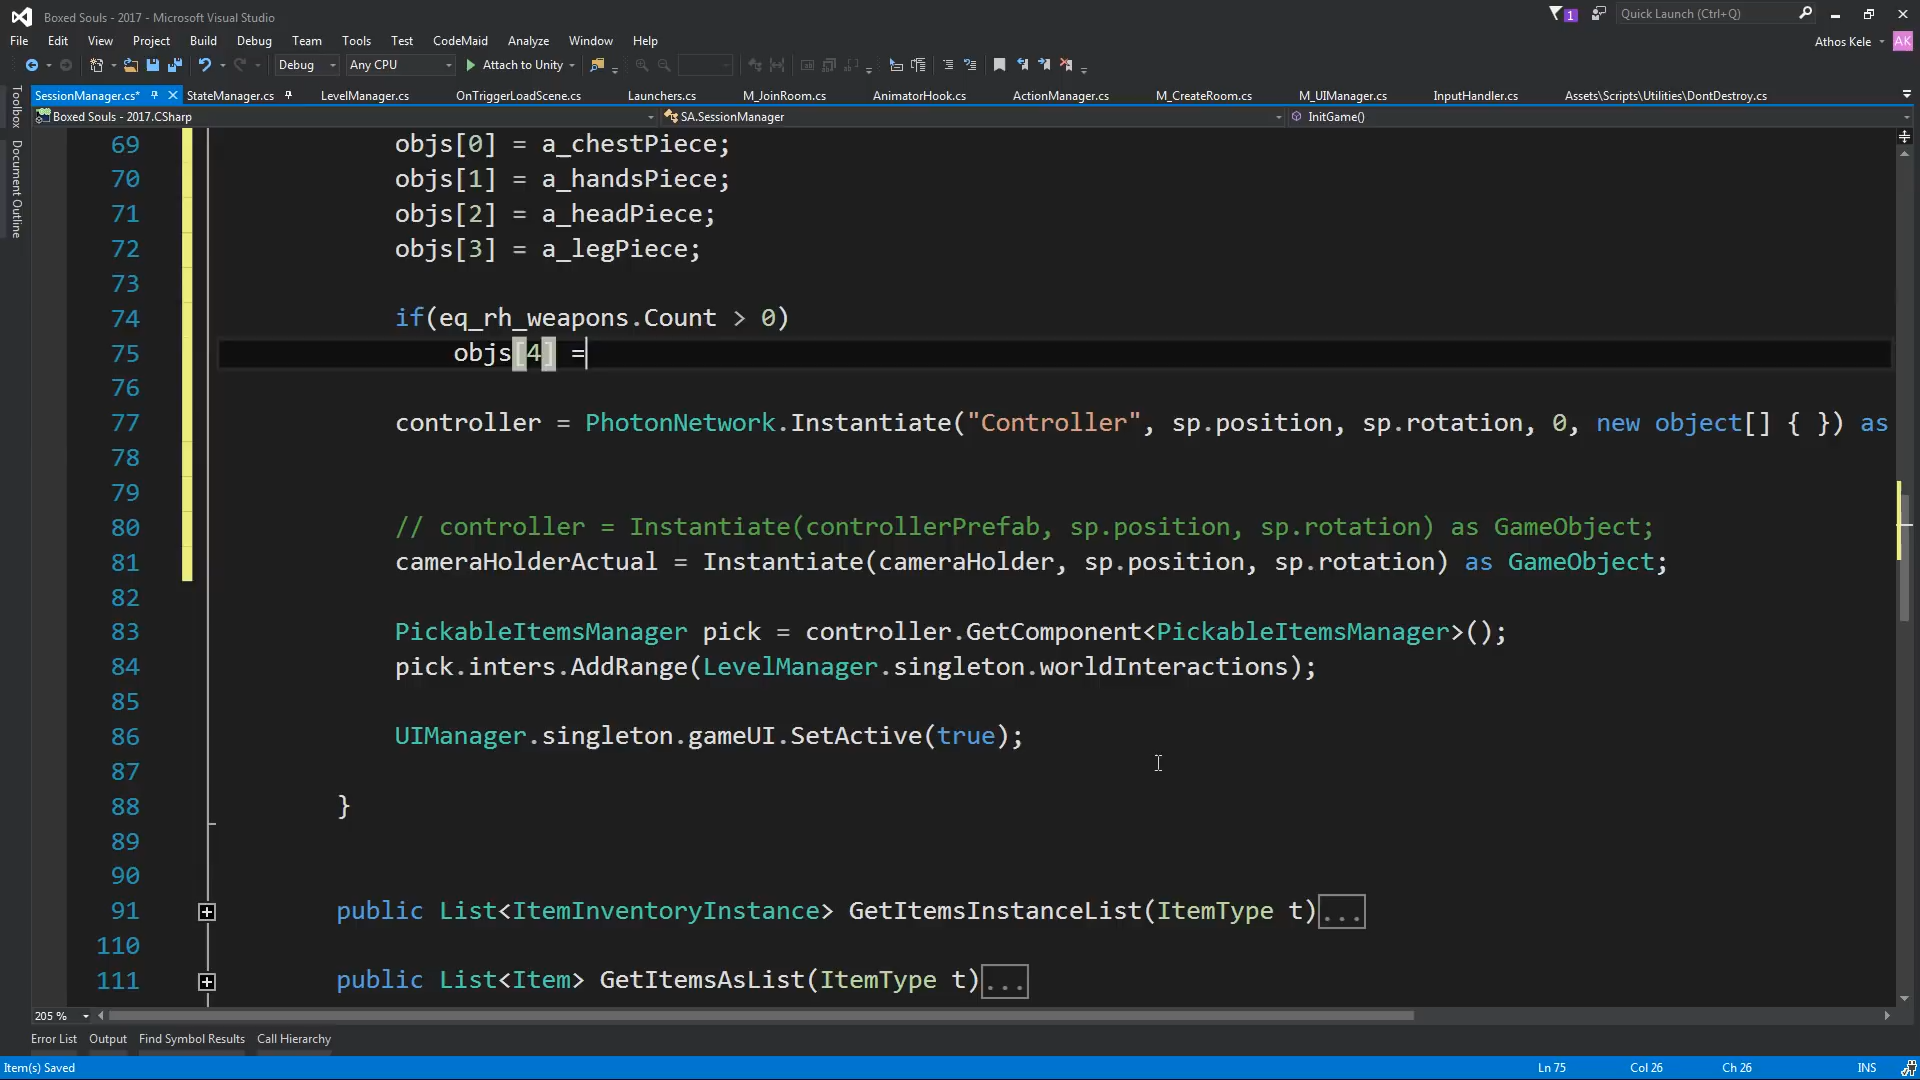 Boxed Souls - 2017 - Microsoft Visual Studio
1
Quick Launch (Ctrl+Q)
File Edit View Project Build Debug Team Tools Test CodeMaid Analyze Window Help
Athos Kele
AK
Debug Any CPU Attach to Unity
SessionManager.cs* StateManager.cs LevelManager.cs OnTriggerLoadScene.cs Launchers.cs M_JoinRoom.cs AnimatorHook.cs ActionManager.cs M_CreateRoom.cs M_UIManager.cs InputHandler.cs Assets\Scripts\Utilities\DontDestroy.cs
Boxed Souls - 2017.CSharp SA.SessionManager InitGame()
Toolbox
Document Outline
69 objs[0] = a_chestPiece;
70 objs[1] = a_handsPiece;
71 objs[2] = a_headPiece;
72 objs[3] = a_legPiece;
73
74 if(eq_rh_weapons.Count > 0)
75 objs[4] =
76
77 controller = PhotonNetwork.Instantiate("Controller", sp.position, sp.rotation, 0, new object[] { }) as
78
79
80 // controller = Instantiate(controllerPrefab, sp.position, sp.rotation) as GameObject;
81 cameraHolderActual = Instantiate(cameraHolder, sp.position, sp.rotation) as GameObject;
82
83 PickableItemsManager pick = controller.GetComponent<PickableItemsManager>();
84 pick.inters.AddRange(LevelManager.singleton.worldInteractions);
85
86 UIManager.singleton.gameUI.SetActive(true);
87
88 }
89
90
91 public List<ItemInventoryInstance> GetItemsInstanceList(ItemType t)...
110
111 public List<Item> GetItemsAsList(ItemType t)...
205 %
Error List Output Find Symbol Results Call Hierarchy
Item(s) Saved Ln 75 Col 26 Ch 26 INS